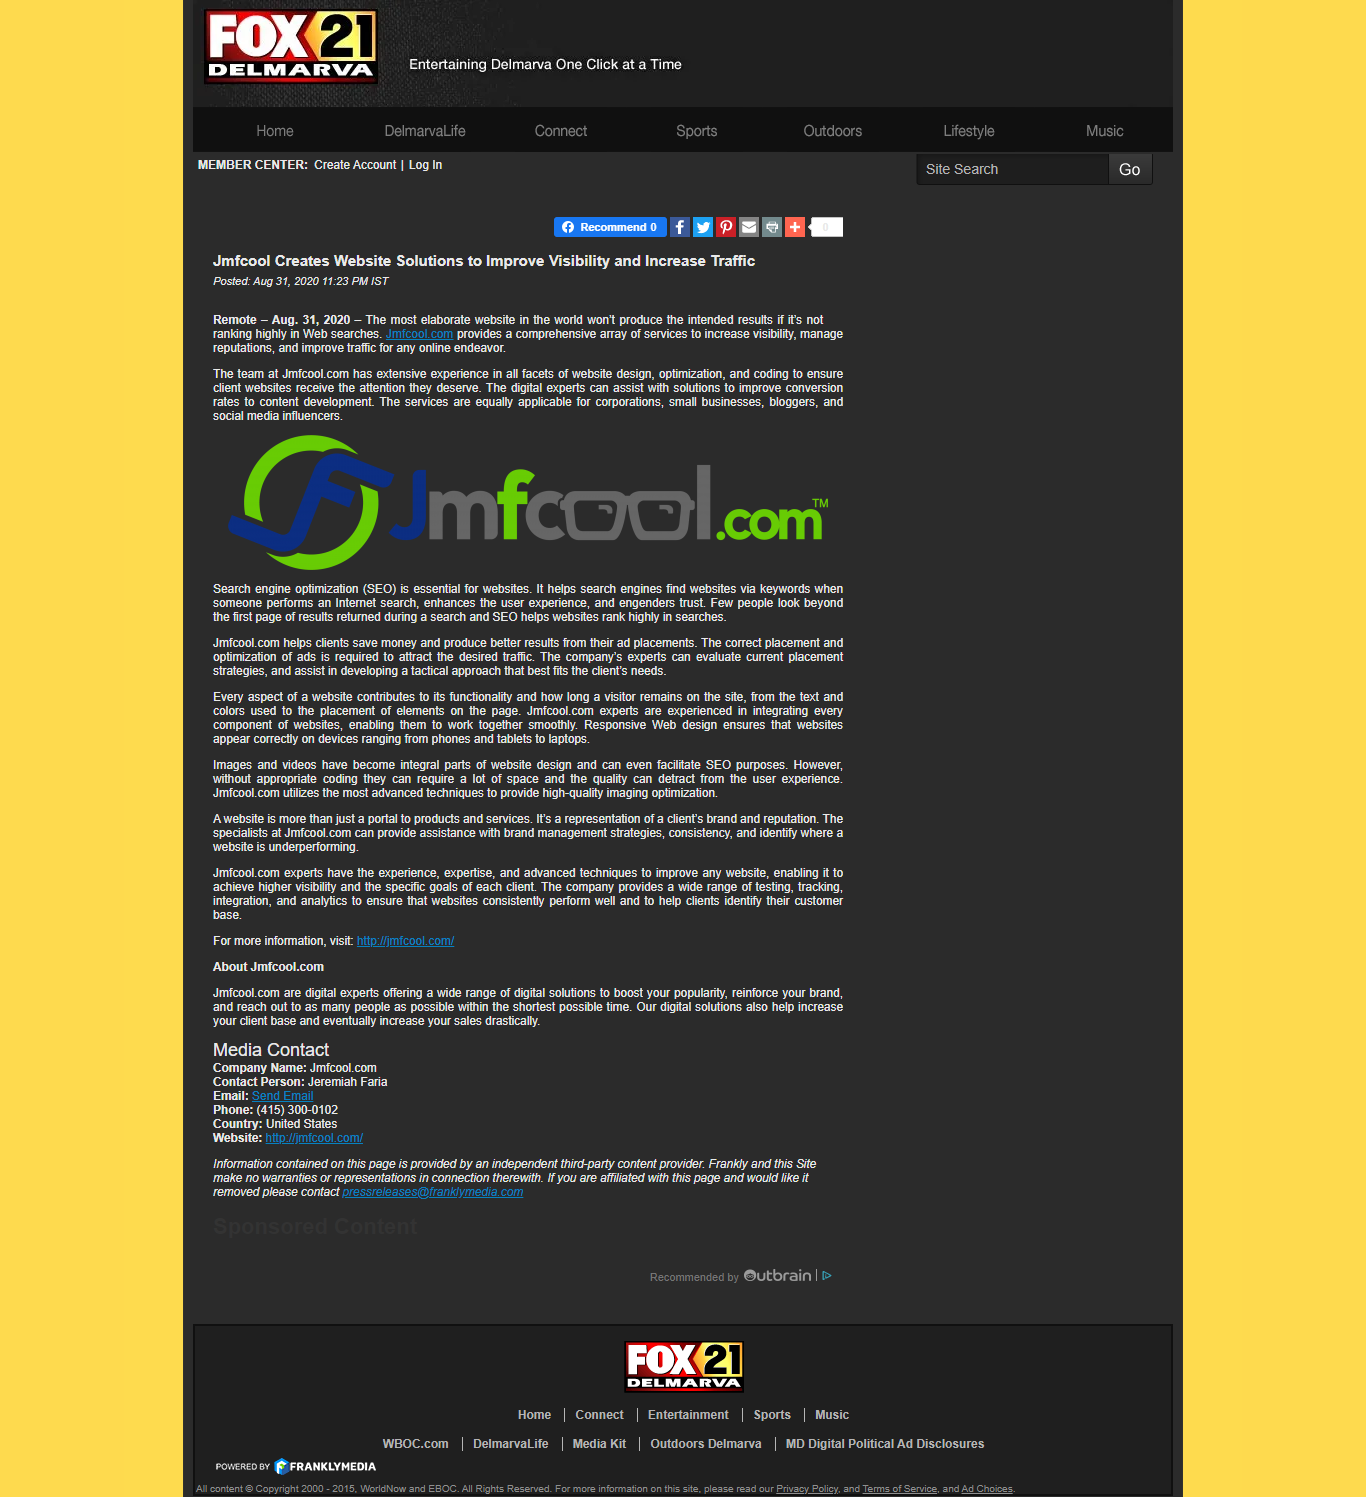 FOX 21
DELMARVA
Entertaining Delmarva One Click at a Time
Home DelmarvaLife Connect Sports Outdoors Lifestyle Music
MEMBER CENTER: Create Account | Log In
Site Search Go
Recommend 0
0
Jmfcool Creates Website Solutions to Improve Visibility and Increase Traffic
Posted: Aug 31, 2020 11:23 PM IST
Remote – Aug. 31, 2020 – The most elaborate website in the world won't produce the intended results if it's not
ranking highly in Web searches. Jmfcool.com provides a comprehensive array of services to increase visibility, manage
reputations, and improve traffic for any online endeavor.
The team at Jmfcool.com has extensive experience in all facets of website design, optimization, and coding to ensure
client websites receive the attention they deserve. The digital experts can assist with solutions to improve conversion
rates to content development. The services are equally applicable for corporations, small businesses, bloggers, and
social media influencers.
Jmfcool.com™
Search engine optimization (SEO) is essential for websites. It helps search engines find websites via keywords when
someone performs an Internet search, enhances the user experience, and engenders trust. Few people look beyond
the first page of results returned during a search and SEO helps websites rank highly in searches.
Jmfcool.com helps clients save money and produce better results from their ad placements. The correct placement and
optimization of ads is required to attract the desired traffic. The company's experts can evaluate current placement
strategies, and assist in developing a tactical approach that best fits the client's needs.
Every aspect of a website contributes to its functionality and how long a visitor remains on the site, from the text and
colors used to the placement of elements on the page. Jmfcool.com experts are experienced in integrating every
component of websites, enabling them to work together smoothly. Responsive Web design ensures that websites
appear correctly on devices ranging from phones and tablets to laptops.
Images and videos have become integral parts of website design and can even facilitate SEO purposes. However,
without appropriate coding they can require a lot of space and the quality can detract from the user experience.
Jmfcool.com utilizes the most advanced techniques to provide high-quality imaging optimization.
A website is more than just a portal to products and services. It's a representation of a client's brand and reputation. The
specialists at Jmfcool.com can provide assistance with brand management strategies, consistency, and identify where a
website is underperforming.
Jmfcool.com experts have the experience, expertise, and advanced techniques to improve any website, enabling it to
achieve higher visibility and the specific goals of each client. The company provides a wide range of testing, tracking,
integration, and analytics to ensure that websites consistently perform well and to help clients identify their customer
base.
For more information, visit: http://jmfcool.com/
About Jmfcool.com
Jmfcool.com are digital experts offering a wide range of digital solutions to boost your popularity, reinforce your brand,
and reach out to as many people as possible within the shortest possible time. Our digital solutions also help increase
your client base and eventually increase your sales drastically.
Media Contact
Company Name: Jmfcool.com
Contact Person: Jeremiah Faria
Email: Send Email
Phone: (415) 300-0102
Country: United States
Website: http://jmfcool.com/
Information contained on this page is provided by an independent third-party content provider. Frankly and this Site
make no warranties or representations in connection therewith. If you are affiliated with this page and would like it
removed please contact pressreleases@franklymedia.com
Sponsored Content
Recommended by Outbrain |
FOX 21
DELMARVA
Home | Connect | Entertainment | Sports | Music
WBOC.com | DelmarvaLife | Media Kit | Outdoors Delmarva | MD Digital Political Ad Disclosures
POWERED BY FRANKLYMEDIA
All content © Copyright 2000 - 2015, WorldNow and EBOC. All Rights Reserved. For more information on this site, please read our Privacy Policy, and Terms of Service, and Ad Choices.